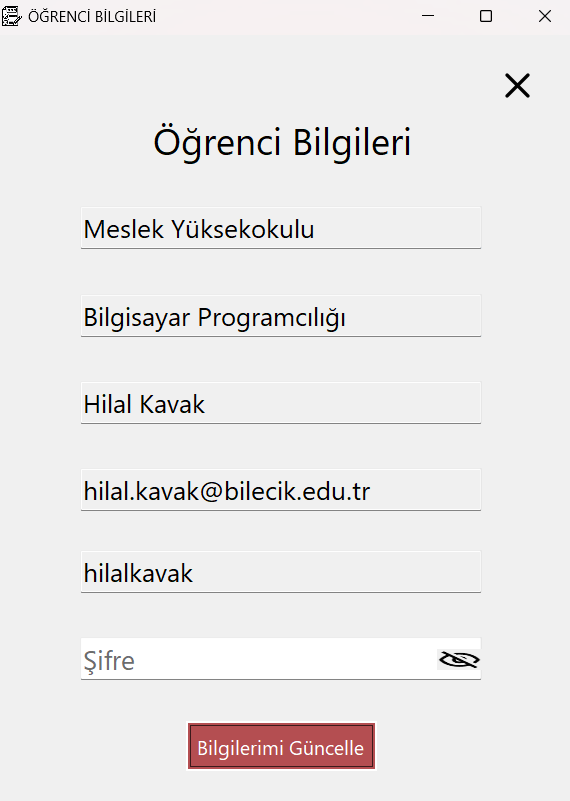 ÖĞRENCİ BİLGİLERİ
Öğrenci Bilgileri
Meslek Yüksekokulu
Bilgisayar Programcılığı
Hilal Kavak
hilal.kavak@bilecik.edu.tr
hilalkavak
Şifre
Bilgilerimi Güncelle